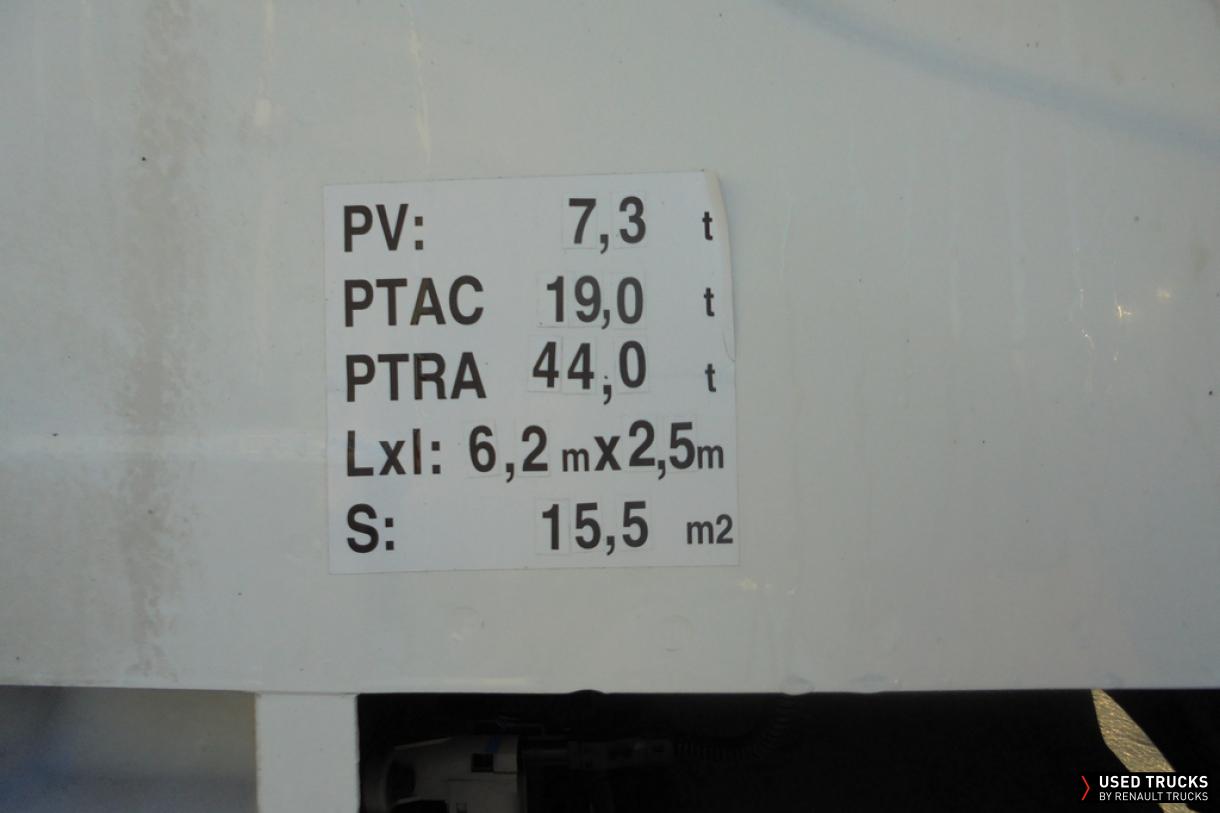 PV: 7,3 t
PTAC 19,0 t
PTRA 44,0 t
Lxl: 6,2 m x 2,5 m
S: 15,5 m2
USED TRUCKS
BY RENAULT TRUCKS